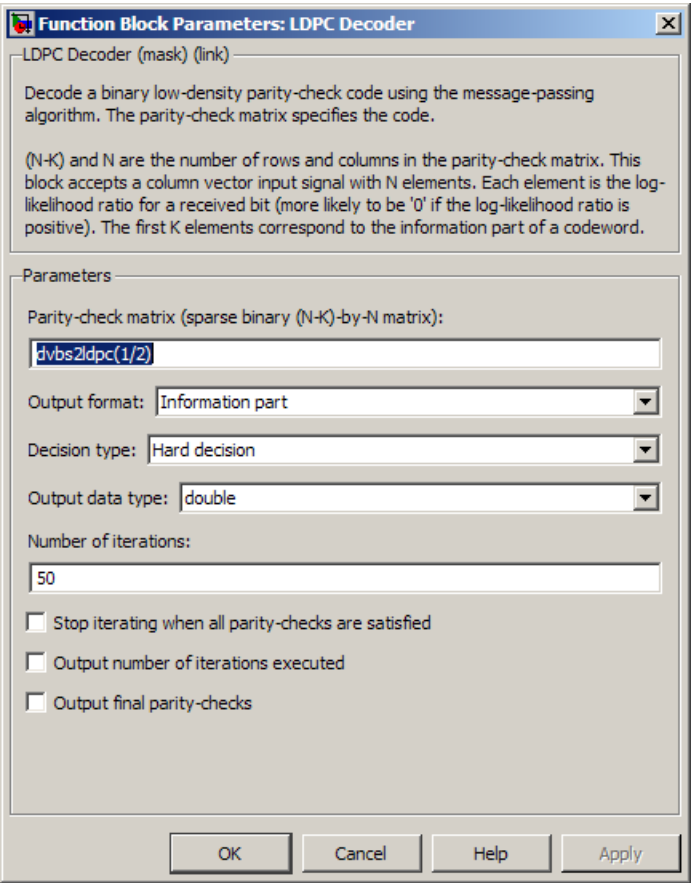 Function Block Parameters: LDPC Decoder
LDPC Decoder (mask) (link)
Decode a binary low-density parity-check code using the message-passing
algorithm. The parity-check matrix specifies the code.
(N-K) and N are the number of rows and columns in the parity-check matrix. This
block accepts a column vector input signal with N elements. Each element is the log-
likelihood ratio for a received bit (more likely to be '0' if the log-likelihood ratio is
positive). The first K elements correspond to the information part of a codeword.
Parameters
Parity-check matrix (sparse binary (N-K)-by-N matrix):
dvbs2ldpc(1/2)
Output format: Information part
Decision type: Hard decision
Output data type: double
Number of iterations:
50
Stop iterating when all parity-checks are satisfied
Output number of iterations executed
Output final parity-checks
OK Cancel Help Apply